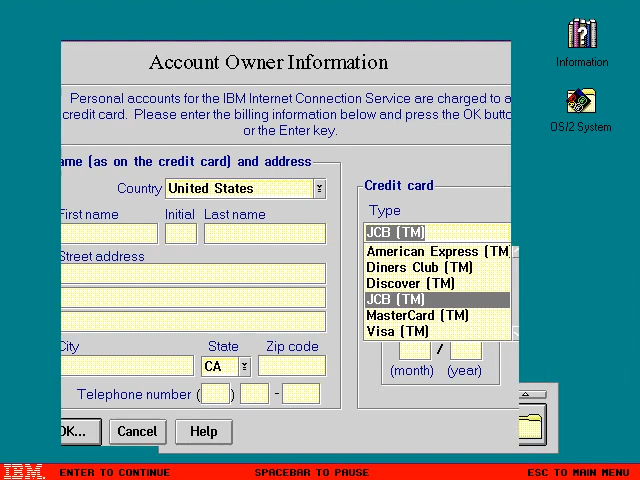 Account Owner Information
Information
Personal accounts for the IBM Internet Connection Service are charged to a
credit card. Please enter the billing information below and press the OK butto
or the Enter key.
OS/2 System
ame (as on the credit card) and address
Country United States
Credit card
First name Initial Last name
Type
JCB (TM)
Street address
American Express (TM)
Diners Club (TM)
Discover (TM)
JCB (TM)
MasterCard (TM)
Visa (TM)
City State Zip code
CA
/
(month) (year)
Telephone number ( ) -
OK... Cancel Help
IBM. ENTER TO CONTINUE SPACEBAR TO PAUSE ESC TO MAIN MENU